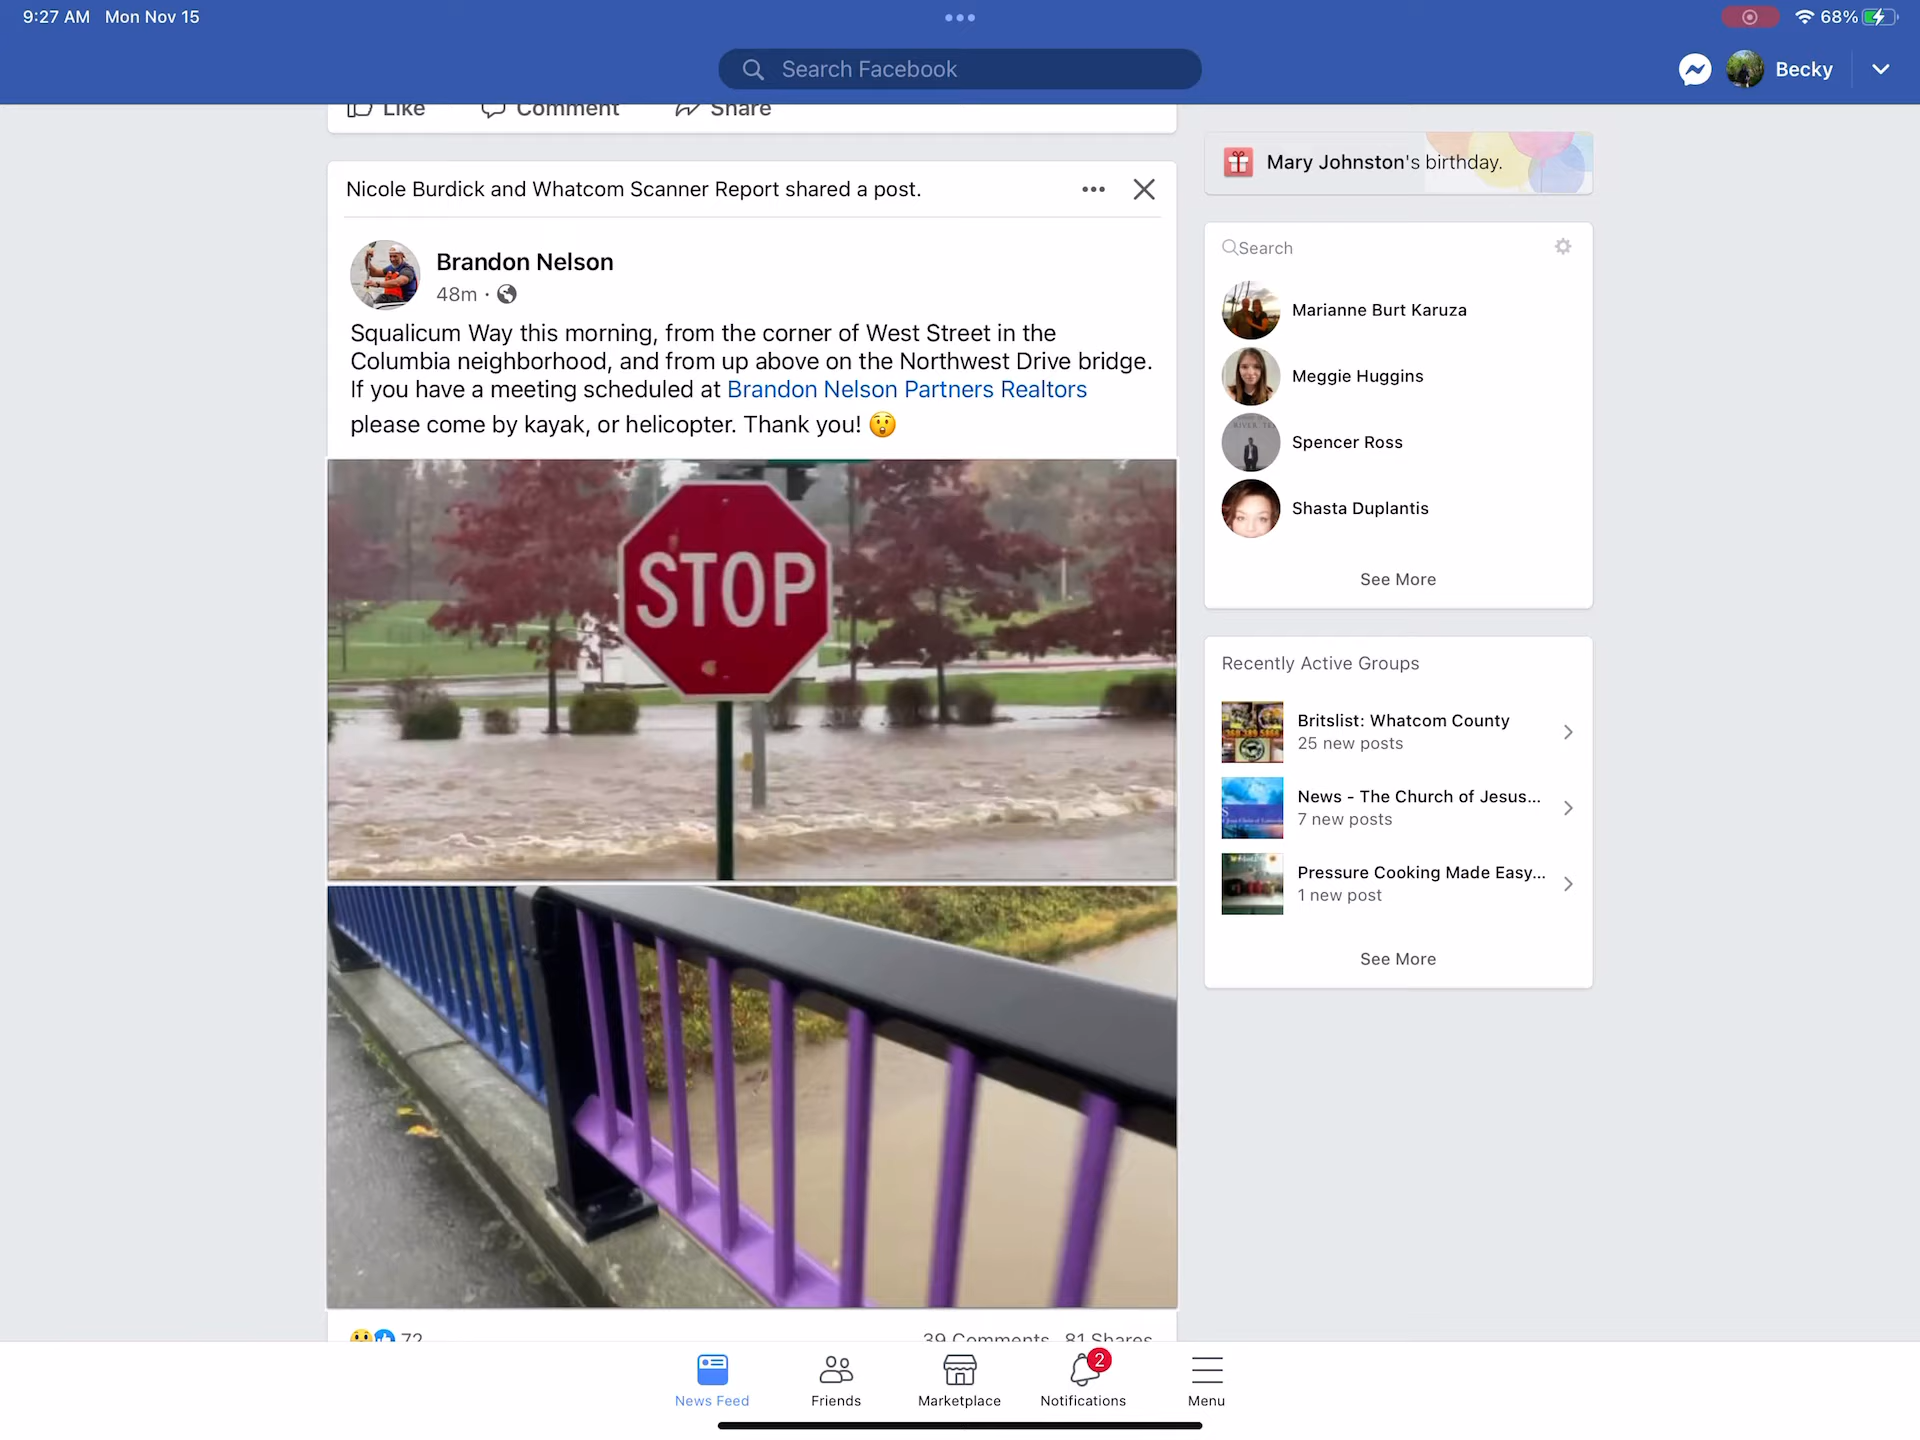 9:27 AM Mon Nov 15
68%
Search Facebook
Becky
Like Comment Share
Nicole Burdick and Whatcom Scanner Report shared a post.
Brandon Nelson
48m ·
Squalicum Way this morning, from the corner of West Street in the
Columbia neighborhood, and from up above on the Northwest Drive bridge.
If you have a meeting scheduled at Brandon Nelson Partners Realtors
please come by kayak, or helicopter. Thank you!
STOP
72
39 Comments 81 Shares
Mary Johnston's birthday.
Search
Marianne Burt Karuza
Meggie Huggins
Spencer Ross
Shasta Duplantis
See More
Recently Active Groups
Britslist: Whatcom County
25 new posts
News - The Church of Jesus...
7 new posts
Pressure Cooking Made Easy...
1 new post
See More
2
News Feed Friends Marketplace Notifications Menu